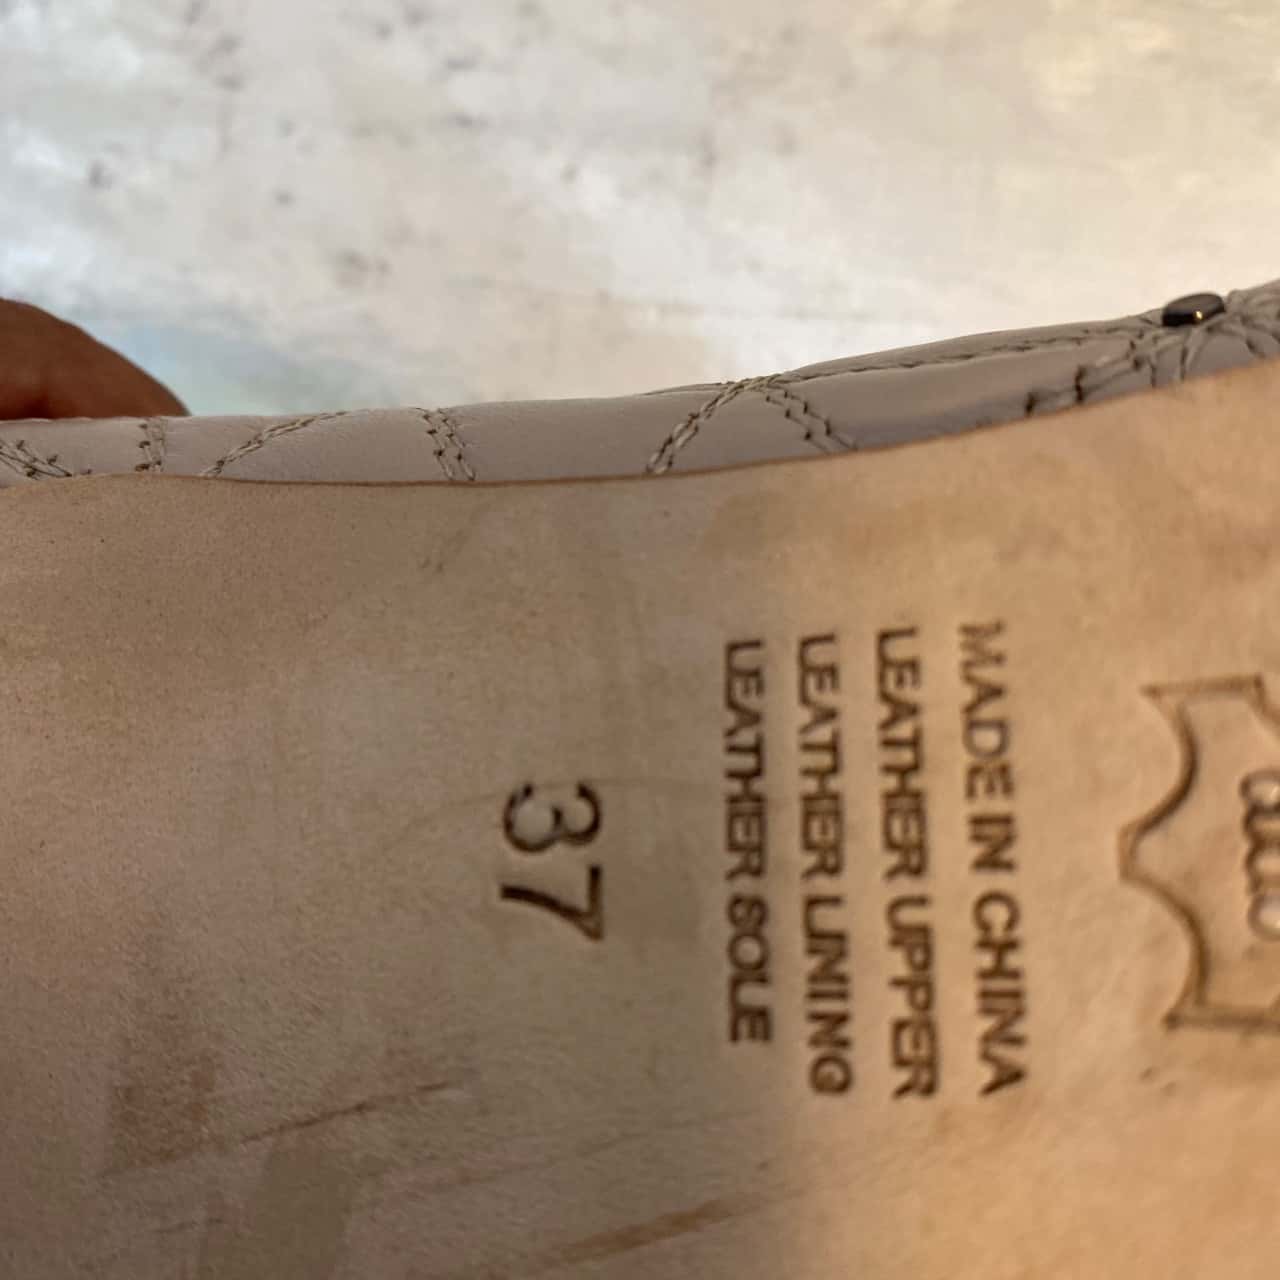 MADE IN CHINA
LEATHER UPPER
LEATHER LINING
LEATHER SOLE
37